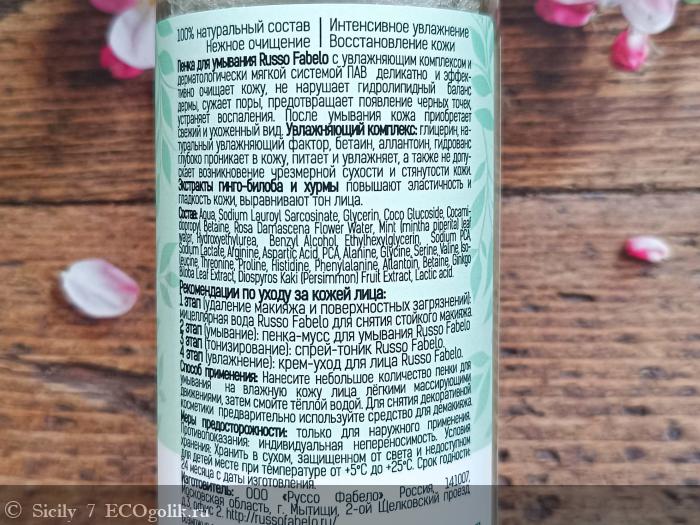 100% натуральный состав
Нежное очищение
Интенсивное увлажнение
Восстановление кожи
Пенка для умывания Russo Fabelo с увлажняющим комплексом и
дерматологически мягкой системой ПАВ деликатно и эффек-
тивно очищает кожу, не нарушает гидролипидный баланс
дермы, сужает поры, предотвращает появление черных точек,
устраняет воспаления. После умывания кожа приобретает
свежий и ухоженный вид. Увлажняющий комплекс: глицерин, на-
туральный увлажняющий фактор, бетаин, аллантоин, гидрованс
глубоко проникает в кожу, питает и увлажняет, а также не допу-
скает возникновение чрезмерной сухости и стянутости кожи.
Экстракты гинго-билоба и хурмы повышают эластичность и
гладкость кожи, выравнивают тон лица.
Состав: Aqua, Sodium Lauroyl Sarcosinate, Glycerin, Coco Glucoside, Cocami-
dopropyl Betaine, Rosa Damascena Flower Water, Mint (mintha piperita) leaf
water, Hydroxyethylurea, Benzyl Alcohol, Ethylhexylglycerin, Sodium PCA,
Sodium Lactate, Arginine, Aspartic Acid, PCA, Alanine, Glycine, Serine, Valine, Iso-
leucine, Threonine, Proline, Histidine, Phenylalanine, Allantoin, Betaine, Ginkgo
Biloba Leaf Extract, Diospyros Kaki (Persimmon) Fruit Extract, Lactic acid.
Рекомендации по уходу за кожей лица:
1 этап (удаление макияжа и поверхностных загрязнений):
мицеллярная вода Russo Fabelo для снятия стойкого макияжа.
2 этап (умывание): пенка-мусс для умывания Russo Fabelo
3 этап (тонизирование): спрей-тоник Russo Fabelo.
4 этап (увлажнение): крем-уход для лица Russo Fabelo.
Способ применения: Нанесите небольшое количество пенки для
умывания на влажную кожу лица лёгкими массирующими
движениями, затем смойте тёплой водой. Для снятия декоративной
косметики предварительно используйте средство для демакияжа.
Меры предосторожности: только для наружного применения.
Противопоказания: индивидуальная непереносимость. Условия
хранения: Хранить в сухом, защищенном от света и недоступном
для детей месте при температуре от +5°C до +25°C. Срок годности:
24 месяца с даты изготовления.
Изготовитель: ООО «Руссо Фабело», Россия, 141007,
Московская область, г. Мытищи, 2-ой Щелковский проезд
д.3 http://russofabelo.ru/
© Sicily 7 ECOgolik.ru